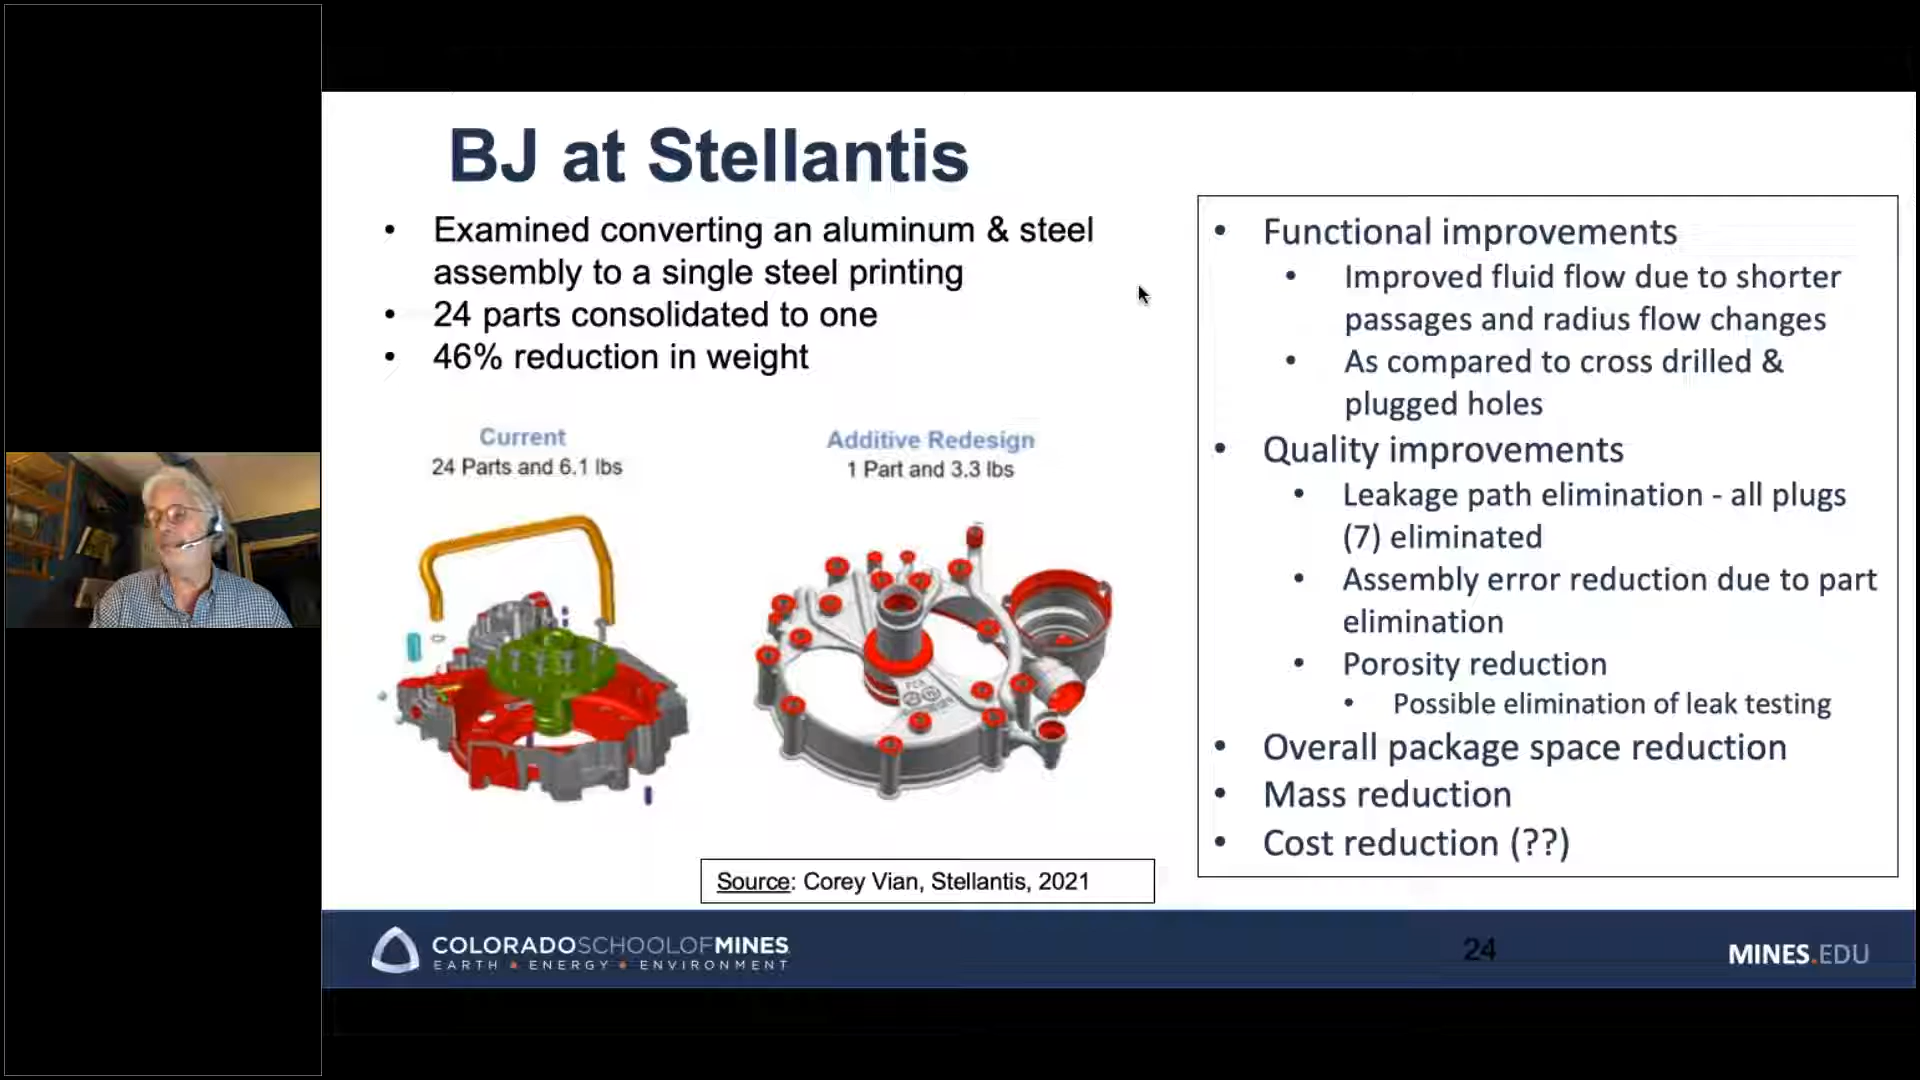 BJ at Stellantis
• Examined converting an aluminum & steel
assembly to a single steel printing
• 24 parts consolidated to one
• 46% reduction in weight
Current
24 Parts and 6.1 lbs
Additive Redesign
1 Part and 3.3 lbs
Source: Corey Vian, Stellantis, 2021
• Functional improvements
• Improved fluid flow due to shorter
passages and radius flow changes
• As compared to cross drilled &
plugged holes
• Quality improvements
• Leakage path elimination - all plugs
(7) eliminated
• Assembly error reduction due to part
elimination
• Porosity reduction
• Possible elimination of leak testing
• Overall package space reduction
• Mass reduction
• Cost reduction (??)
COLORADOSCHOOLOFMINES
EARTH • ENERGY • ENVIRONMENT
24
MINES.EDU